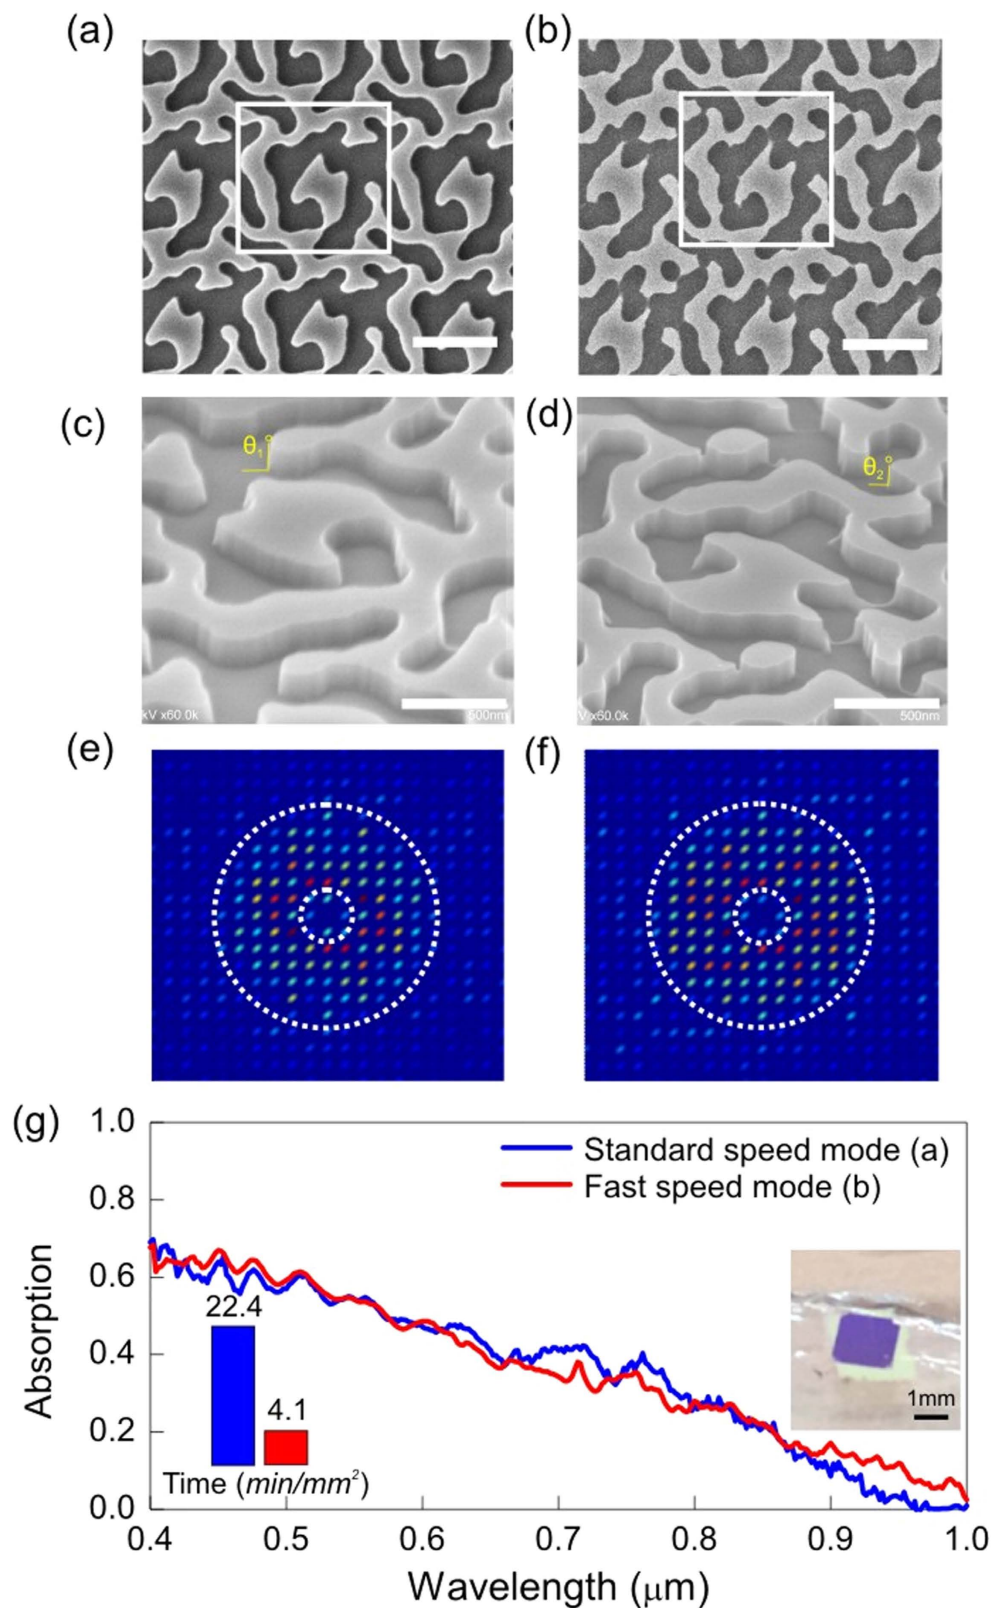 (a)
(b)
(c)
θ1°
(d)
θ2°
kV x60.0k
500nm
V x60.0k
500nm
(e)
(f)
(g)
1.0
0.8
0.6
0.4
0.2
0.0
Absorption
Standard speed mode (a)
Fast speed mode (b)
22.4
4.1
Time (min/mm²)
1mm
0.4
0.5
0.6
0.7
0.8
0.9
1.0
Wavelength (μm)